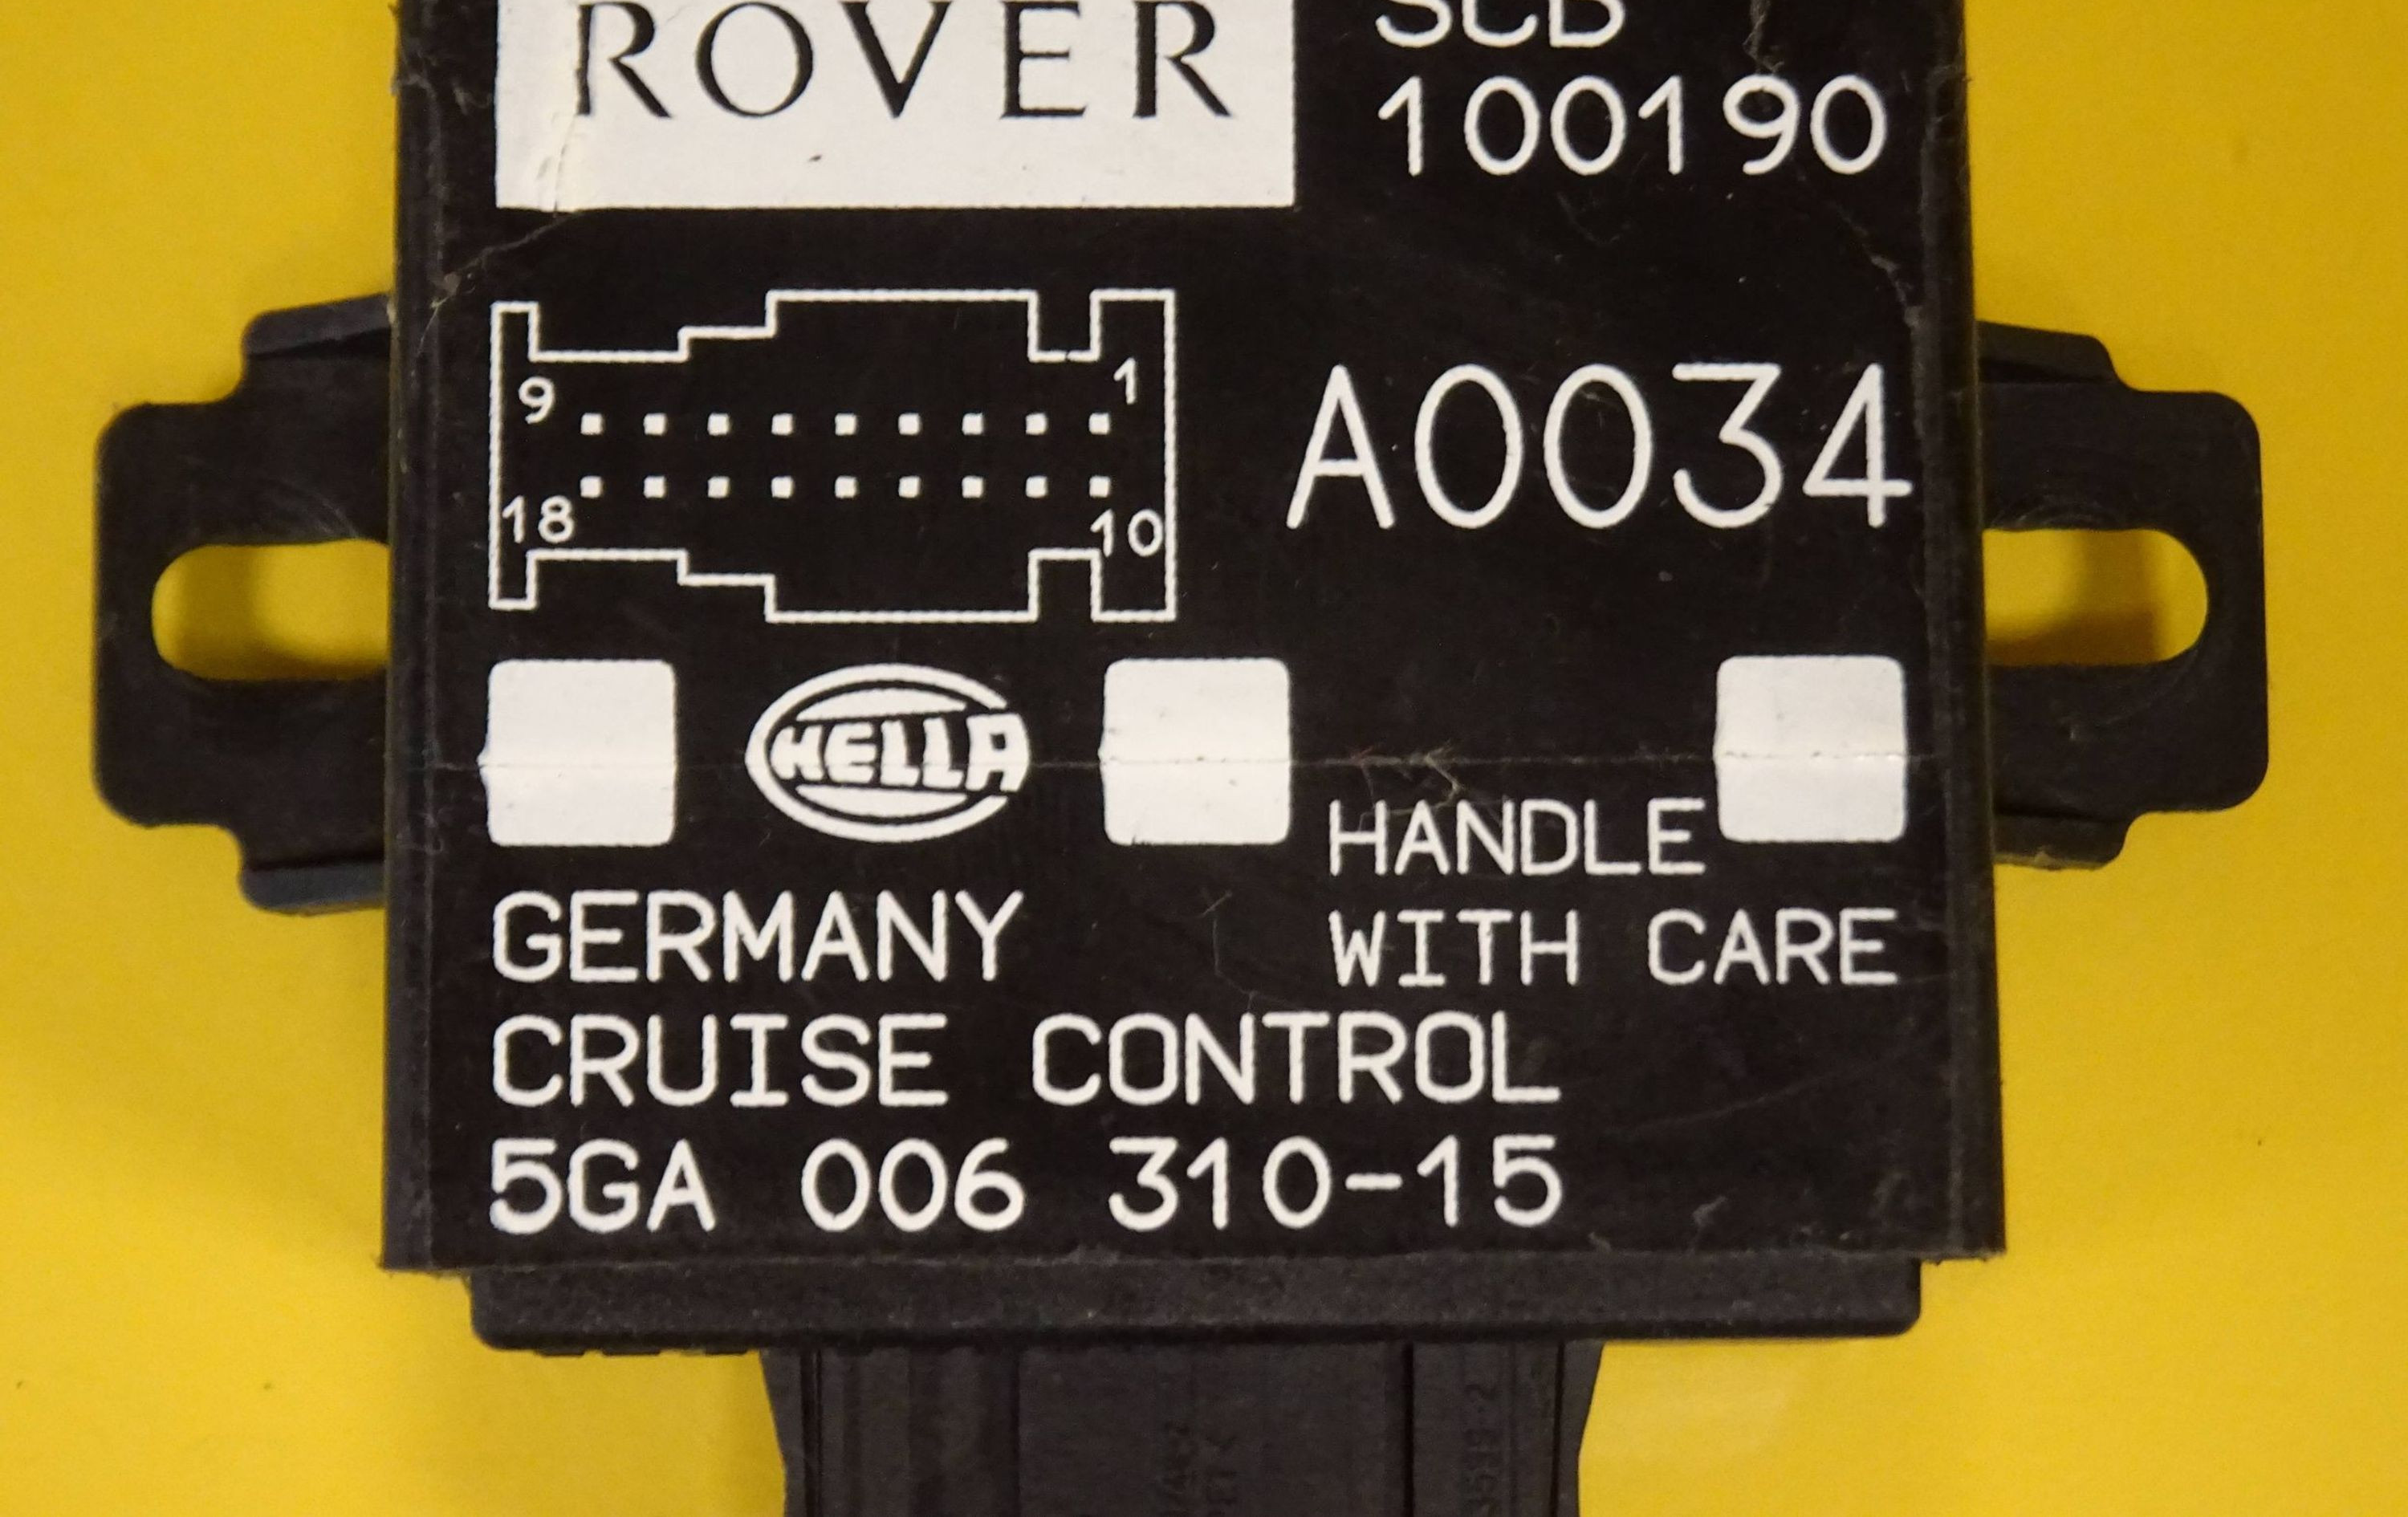 ROVER
SCB
100190
9 1
18 10
A0034
HELLA
HANDLE
WITH CARE
GERMANY
CRUISE CONTROL
5GA 006 310-15